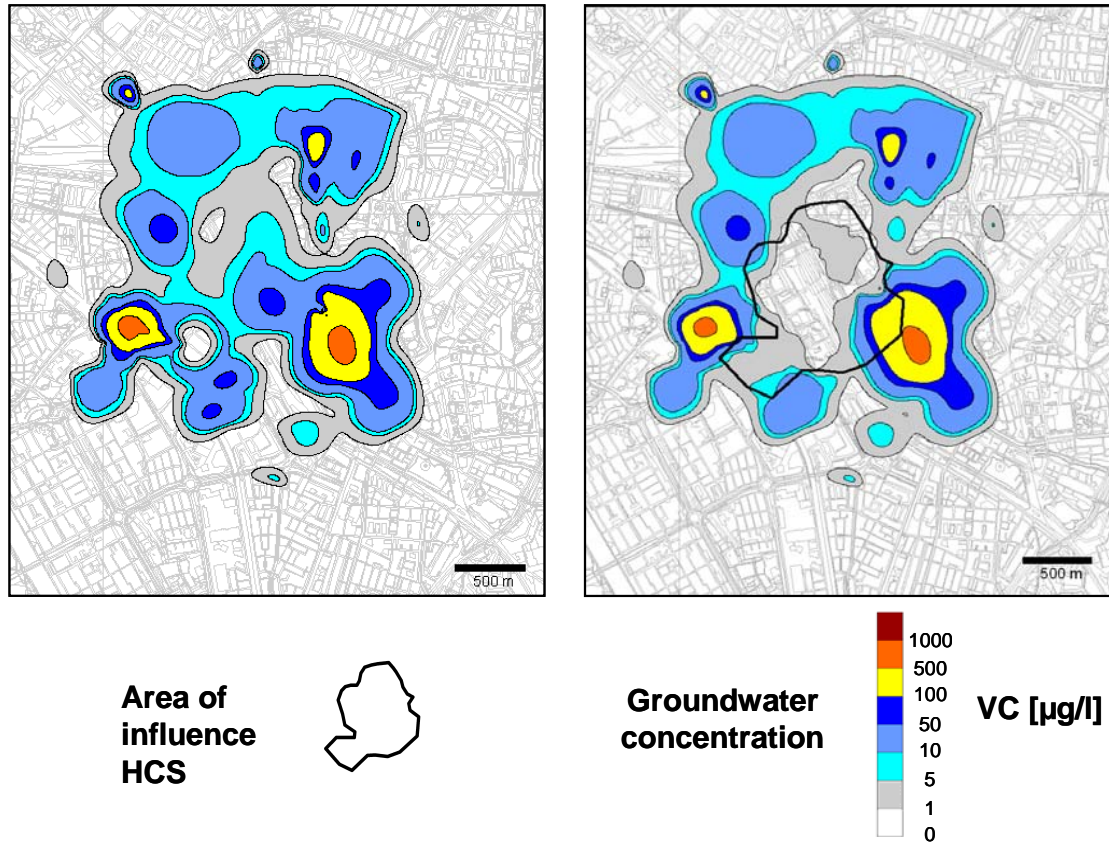 500 m
500 m
Area of
influence
HCS
Groundwater
concentration
1000
500
100
50
10
5
1
0
VC [µg/l]